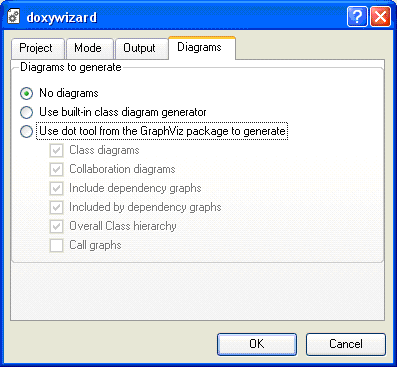 doxywizard
Project Mode Output Diagrams
Diagrams to generate
No diagrams
Use built-in class diagram generator
Use dot tool from the GraphViz package to generate
Class diagrams
Collaboration diagrams
Include dependency graphs
Included by dependency graphs
Overall Class hierarchy
Call graphs
OK Cancel